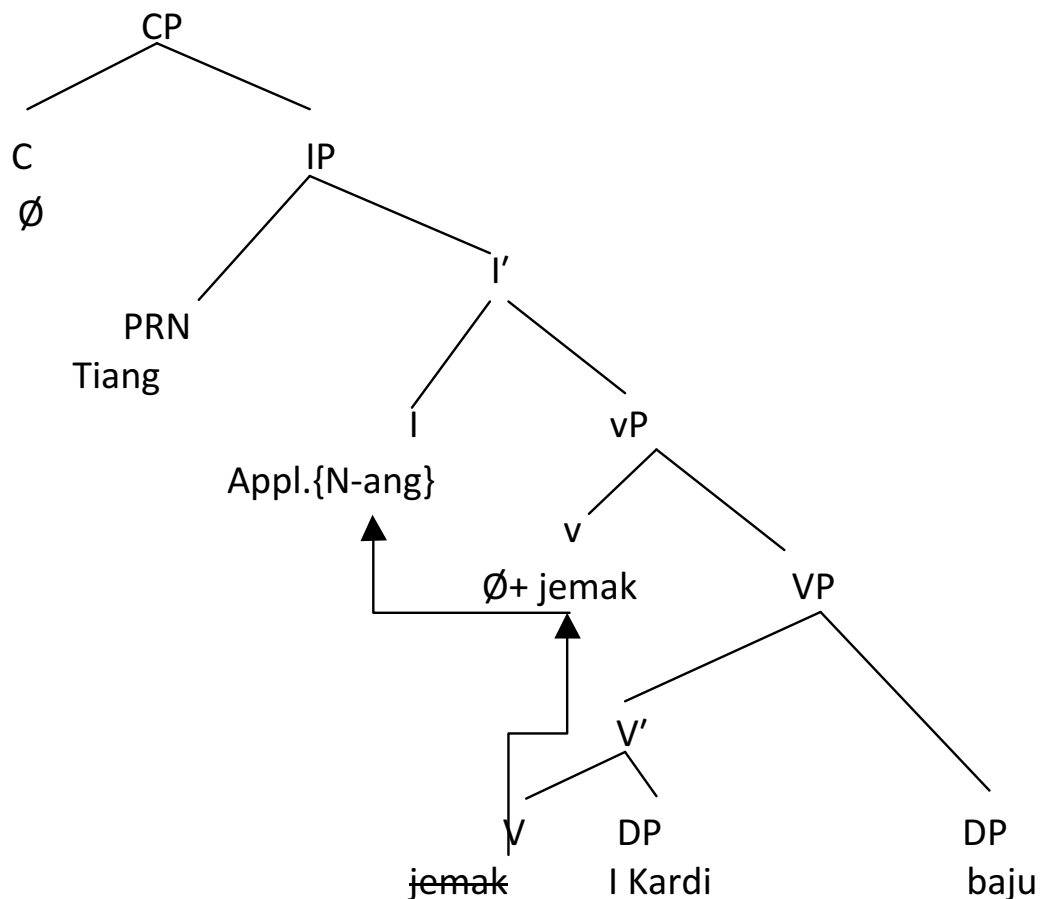 CP
C IP
Ø
I′
PRN
Tiang
I vP
Appl.{N-ang}
v
Ø+ jemak VP
V′
V DP DP
jemak I Kardi baju